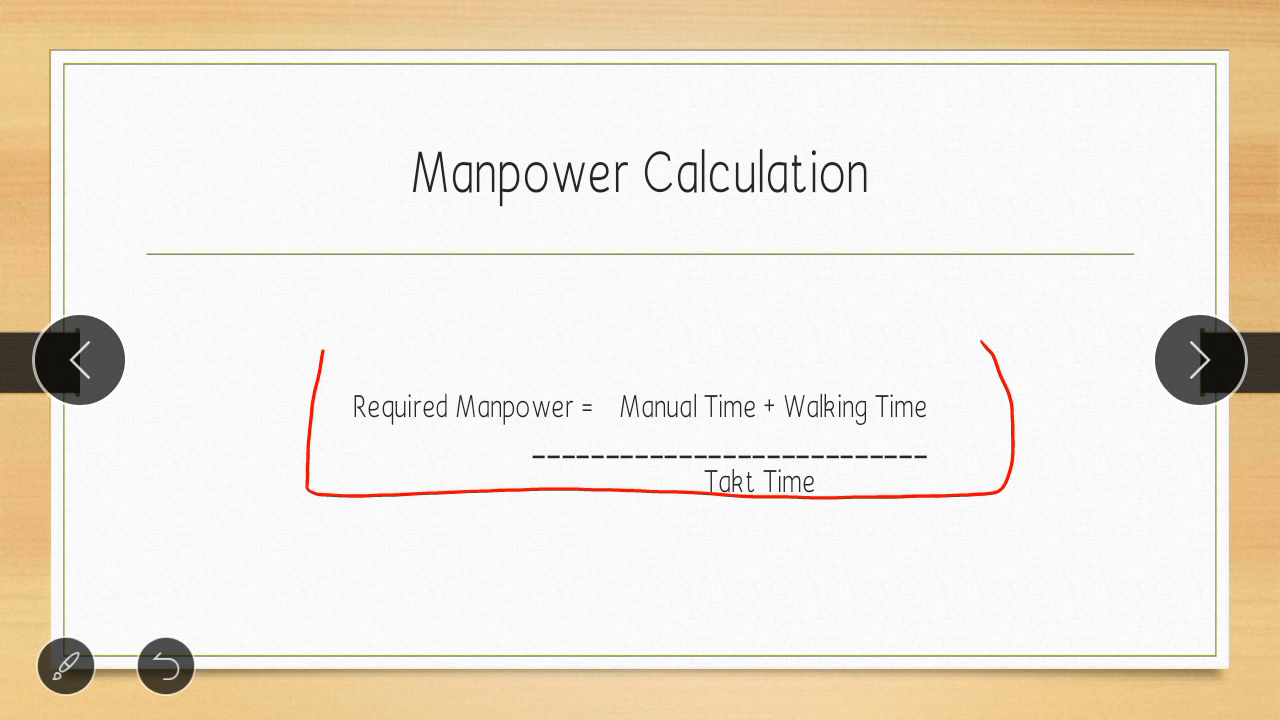 Manpower Calculation
Required Manpower = Manual Time + Walking Time
---------------------------
Takt Time